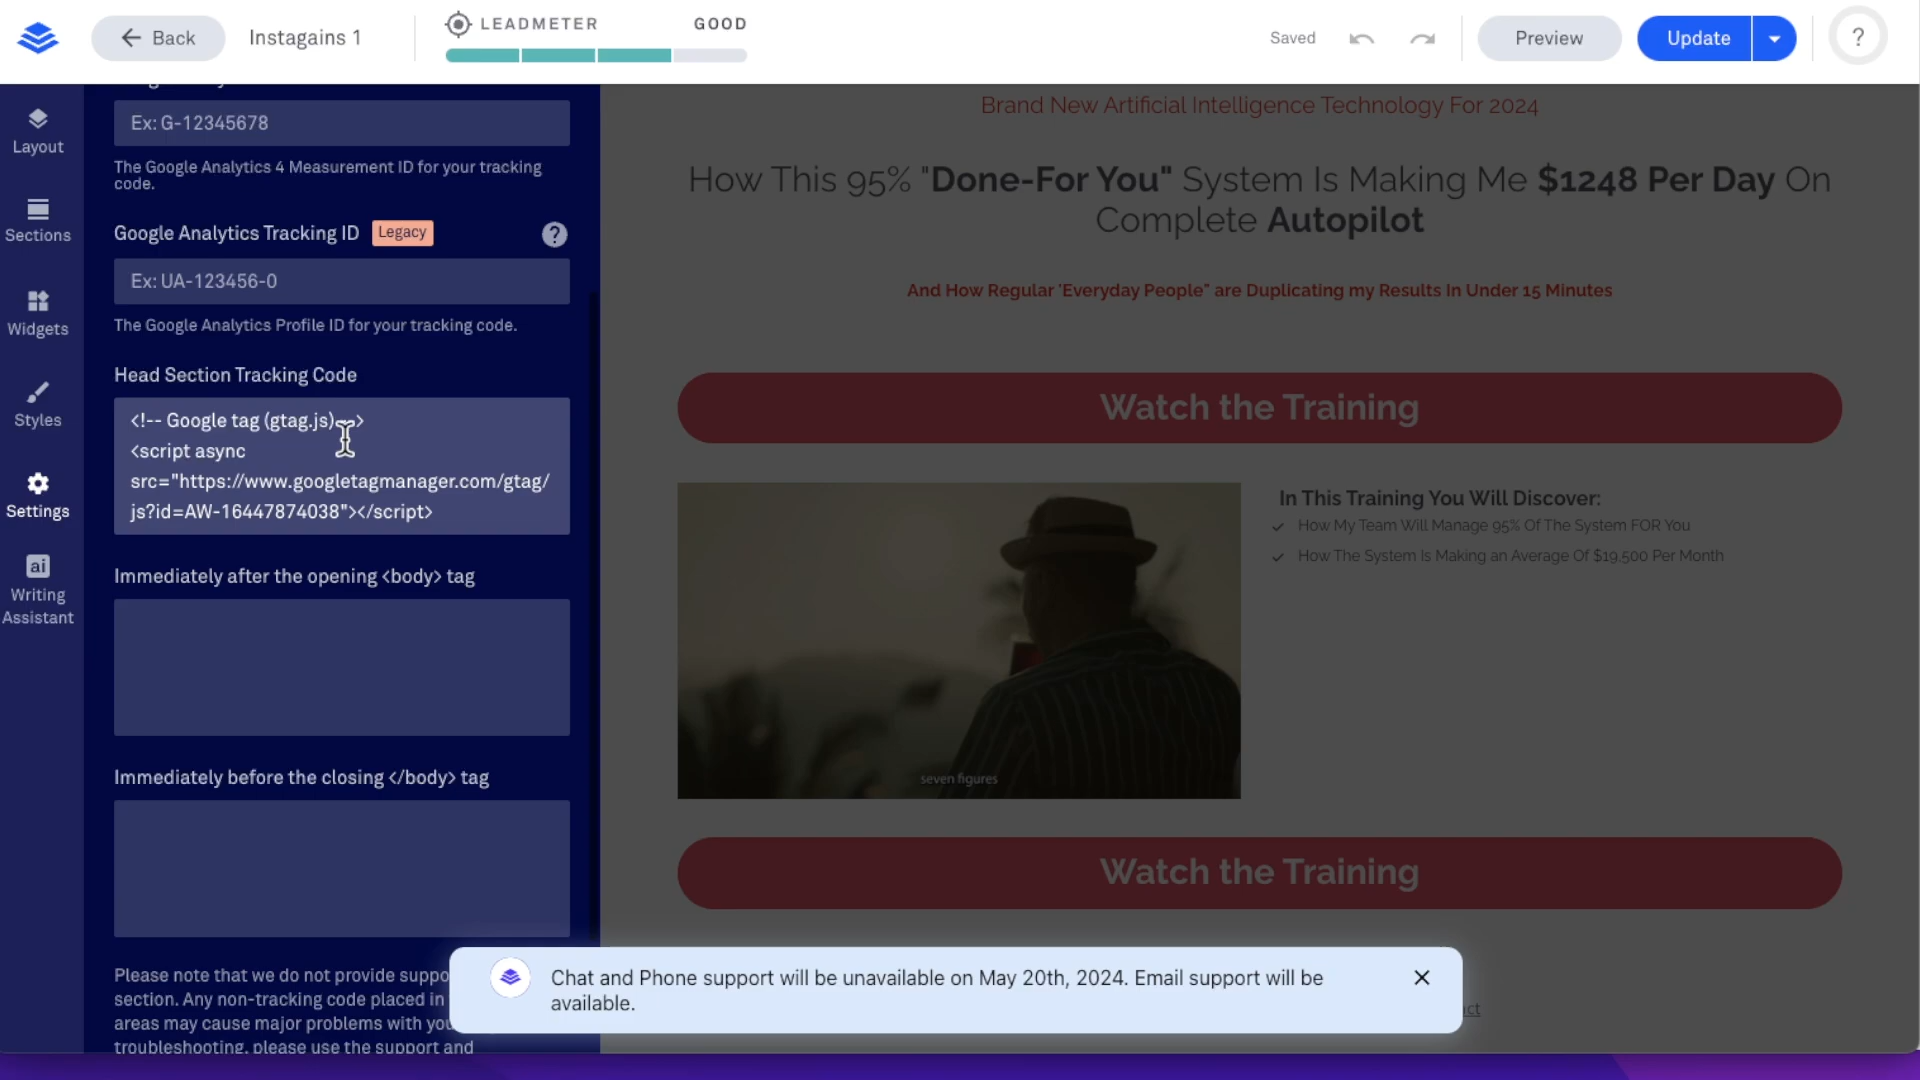 Back
Instagains 1
LEADMETER
GOOD
Saved
Preview
Update
?
Layout
Sections
Widgets
Styles
Settings
ai
Writing
Assistant
Ex: G-12345678
The Google Analytics 4 Measurement ID for your tracking
code.
Google Analytics Tracking ID
Legacy
?
Ex: UA-123456-0
The Google Analytics Profile ID for your tracking code.
Head Section Tracking Code
<!-- Google tag (gtag.js) -->
<script async
src="https://www.googletagmanager.com/gtag/
js?id=AW-16447874038"></script>
Immediately after the opening <body> tag
Immediately before the closing </body> tag
Please note that we do not provide
section. Any non-tracking code placed in
areas may cause major problems with
troubleshooting, please use the support and
Brand New Artificial Intelligence Technology For 2024
How This 95% "Done-For You" System Is Making Me $1248 Per Day On
Complete Autopilot
And How Regular 'Everyday People" are Duplicating my Results In Under 15 Minutes
Watch the Training
seven figures
In This Training You Will Discover:
How My Team Will Manage 95% Of The System FOR You
How The System Is Making an Average Of $19,500 Per Month
Watch the Training
Chat and Phone support will be unavailable on May 20th, 2024. Email support will be
available.